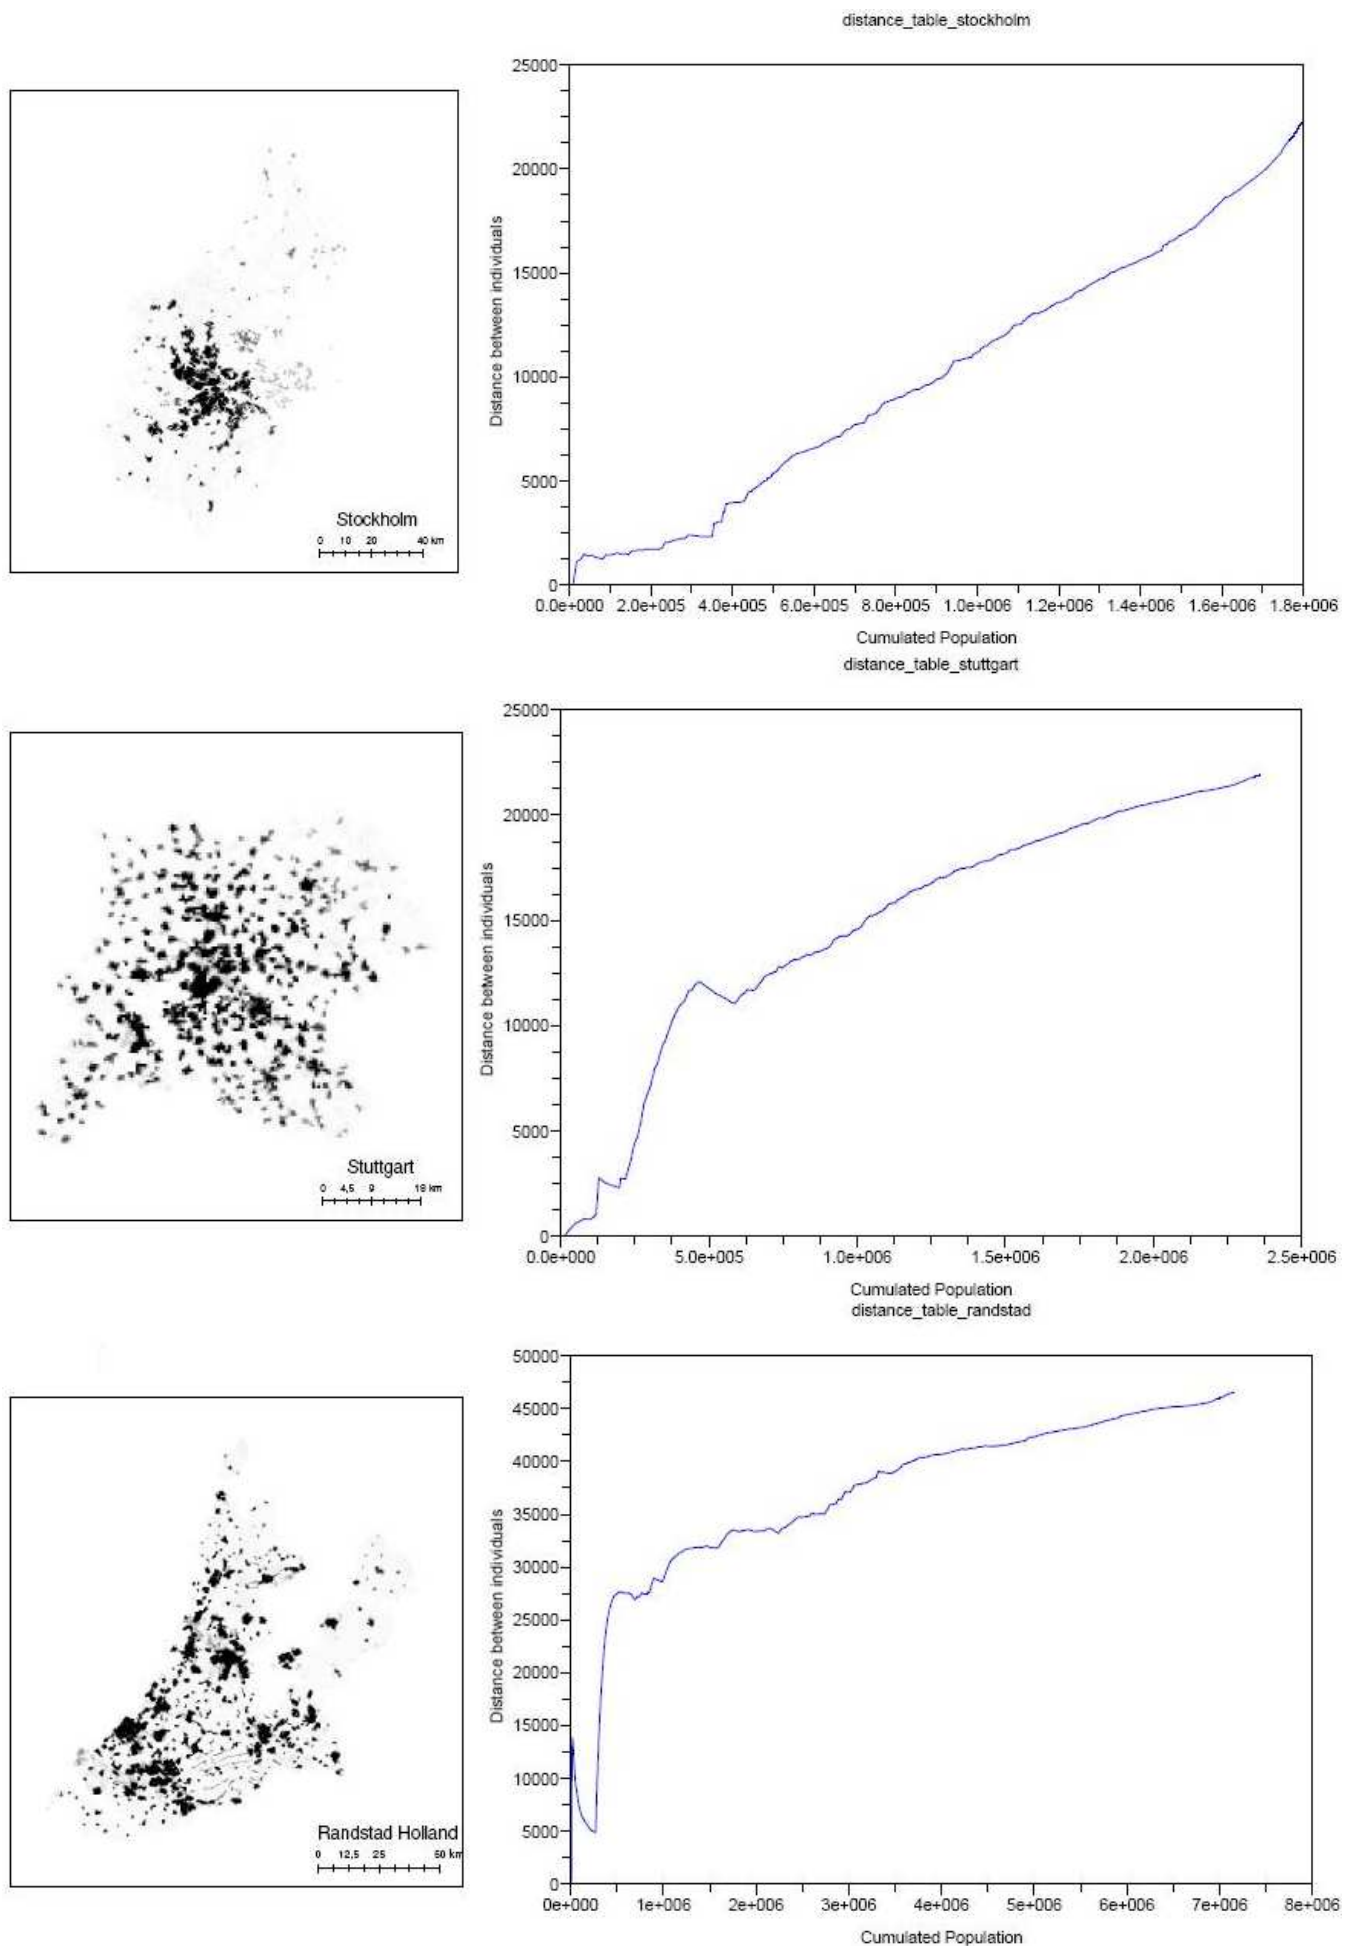 distance_table_stockholm
25000
20000
15000
10000
5000
0
Distance between individuals
0.0e+000 2.0e+005 4.0e+005 6.0e+005 8.0e+005 1.0e+006 1.2e+006 1.4e+006 1.6e+006 1.8e+006
Cumulated Population
Stockholm
0 10 20 40 km
distance_table_stuttgart
25000
20000
15000
10000
5000
0
Distance between individuals
0.0e+000 5.0e+005 1.0e+006 1.5e+006 2.0e+006 2.5e+006
Cumulated Population
Stuttgart
0 4,5 9 18 km
distance_table_randstad
50000
45000
40000
35000
30000
25000
20000
15000
10000
5000
0
Distance between individuals
0e+000 1e+006 2e+006 3e+006 4e+006 5e+006 6e+006 7e+006 8e+006
Cumulated Population
Randstad Holland
0 12,5 25 50 km